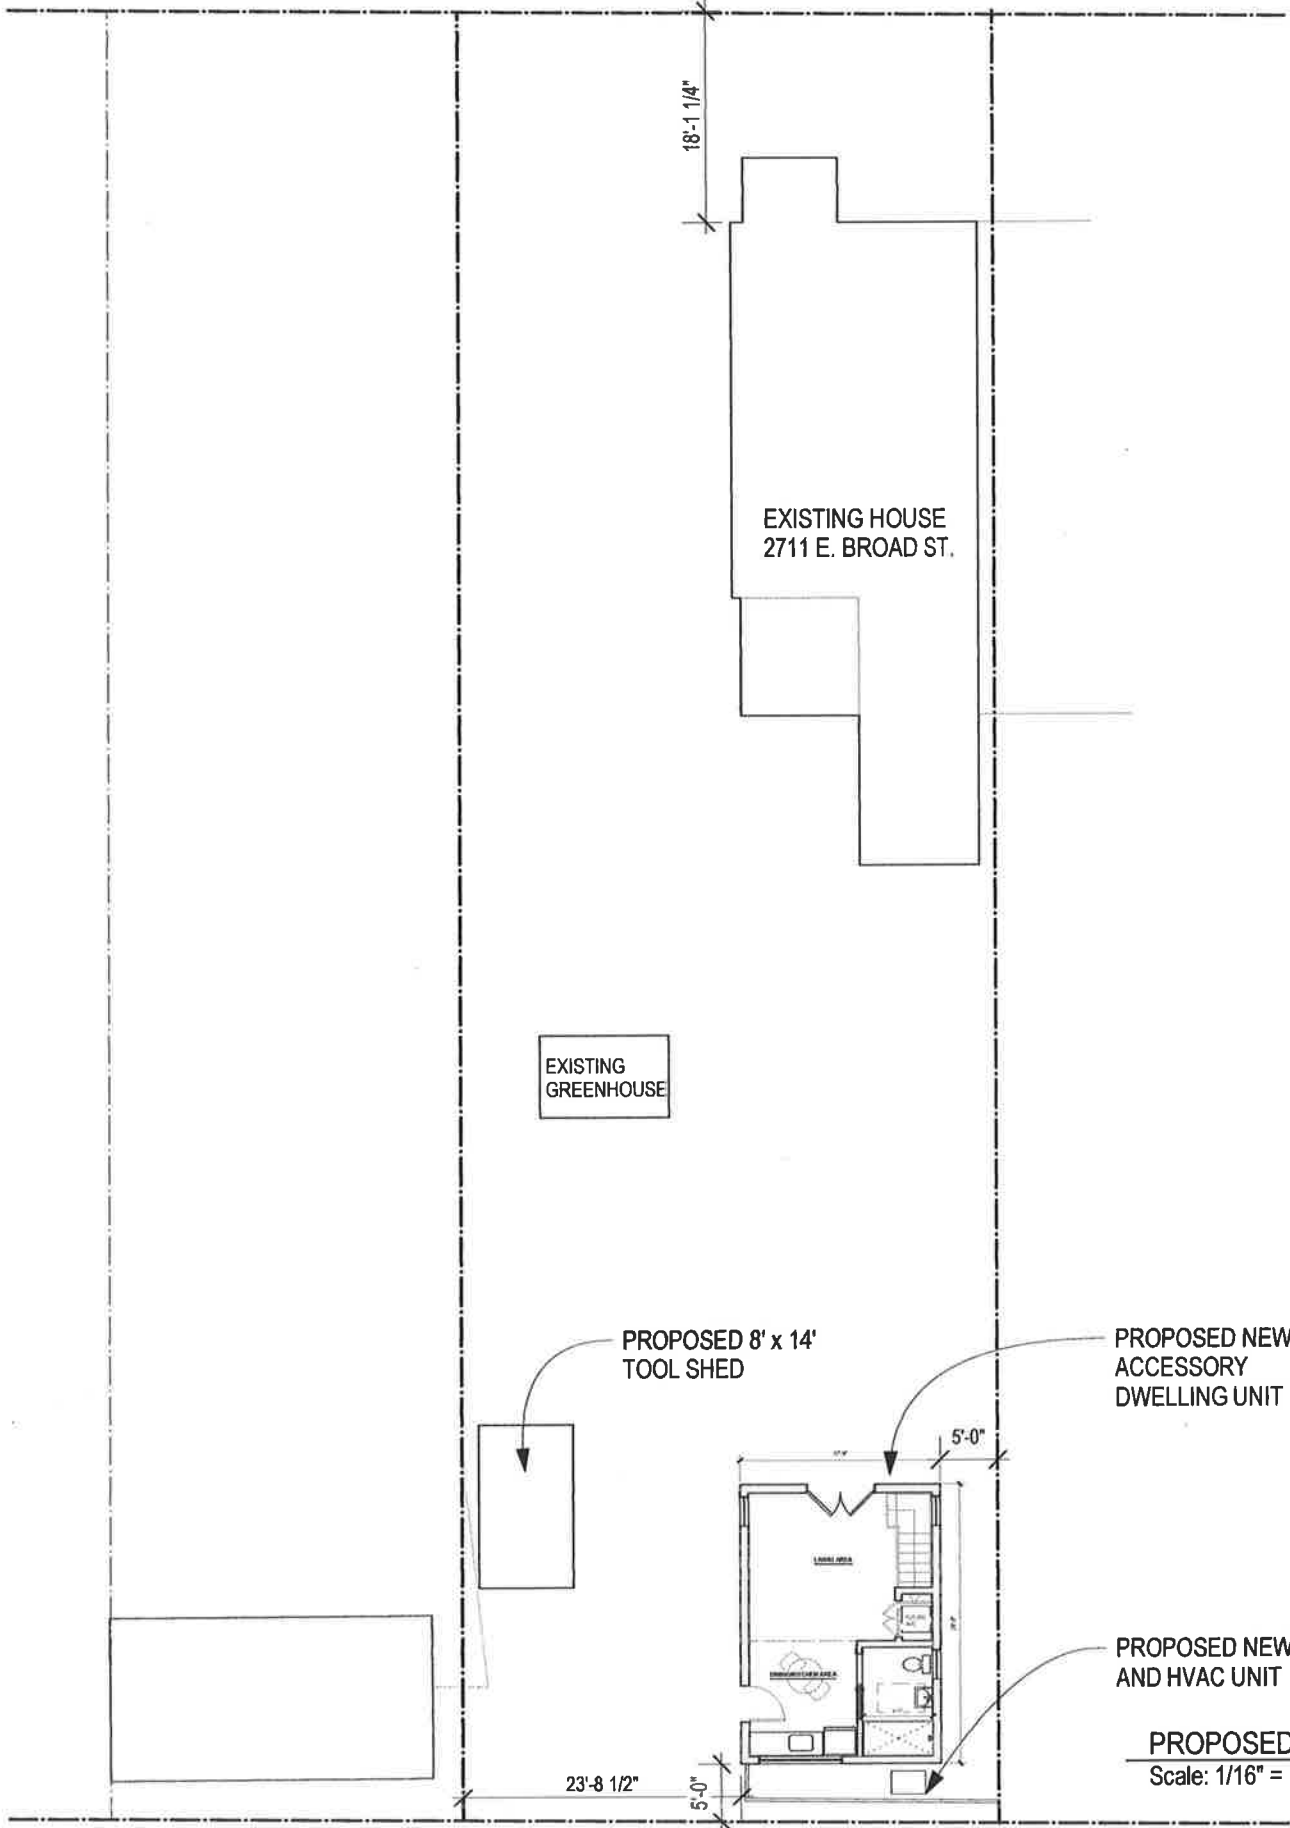 18'-1 1/4"
EXISTING HOUSE
2711 E. BROAD ST.
EXISTING
GREENHOUSE
PROPOSED 8' x 14'
TOOL SHED
PROPOSED NEW
ACCESSORY
DWELLING UNIT
5'-0"
LIVING AREA
PROPOSED NEW
AND HVAC UNIT
PROPOSED
Scale: 1/16" =
23'-8 1/2"
5'-0"